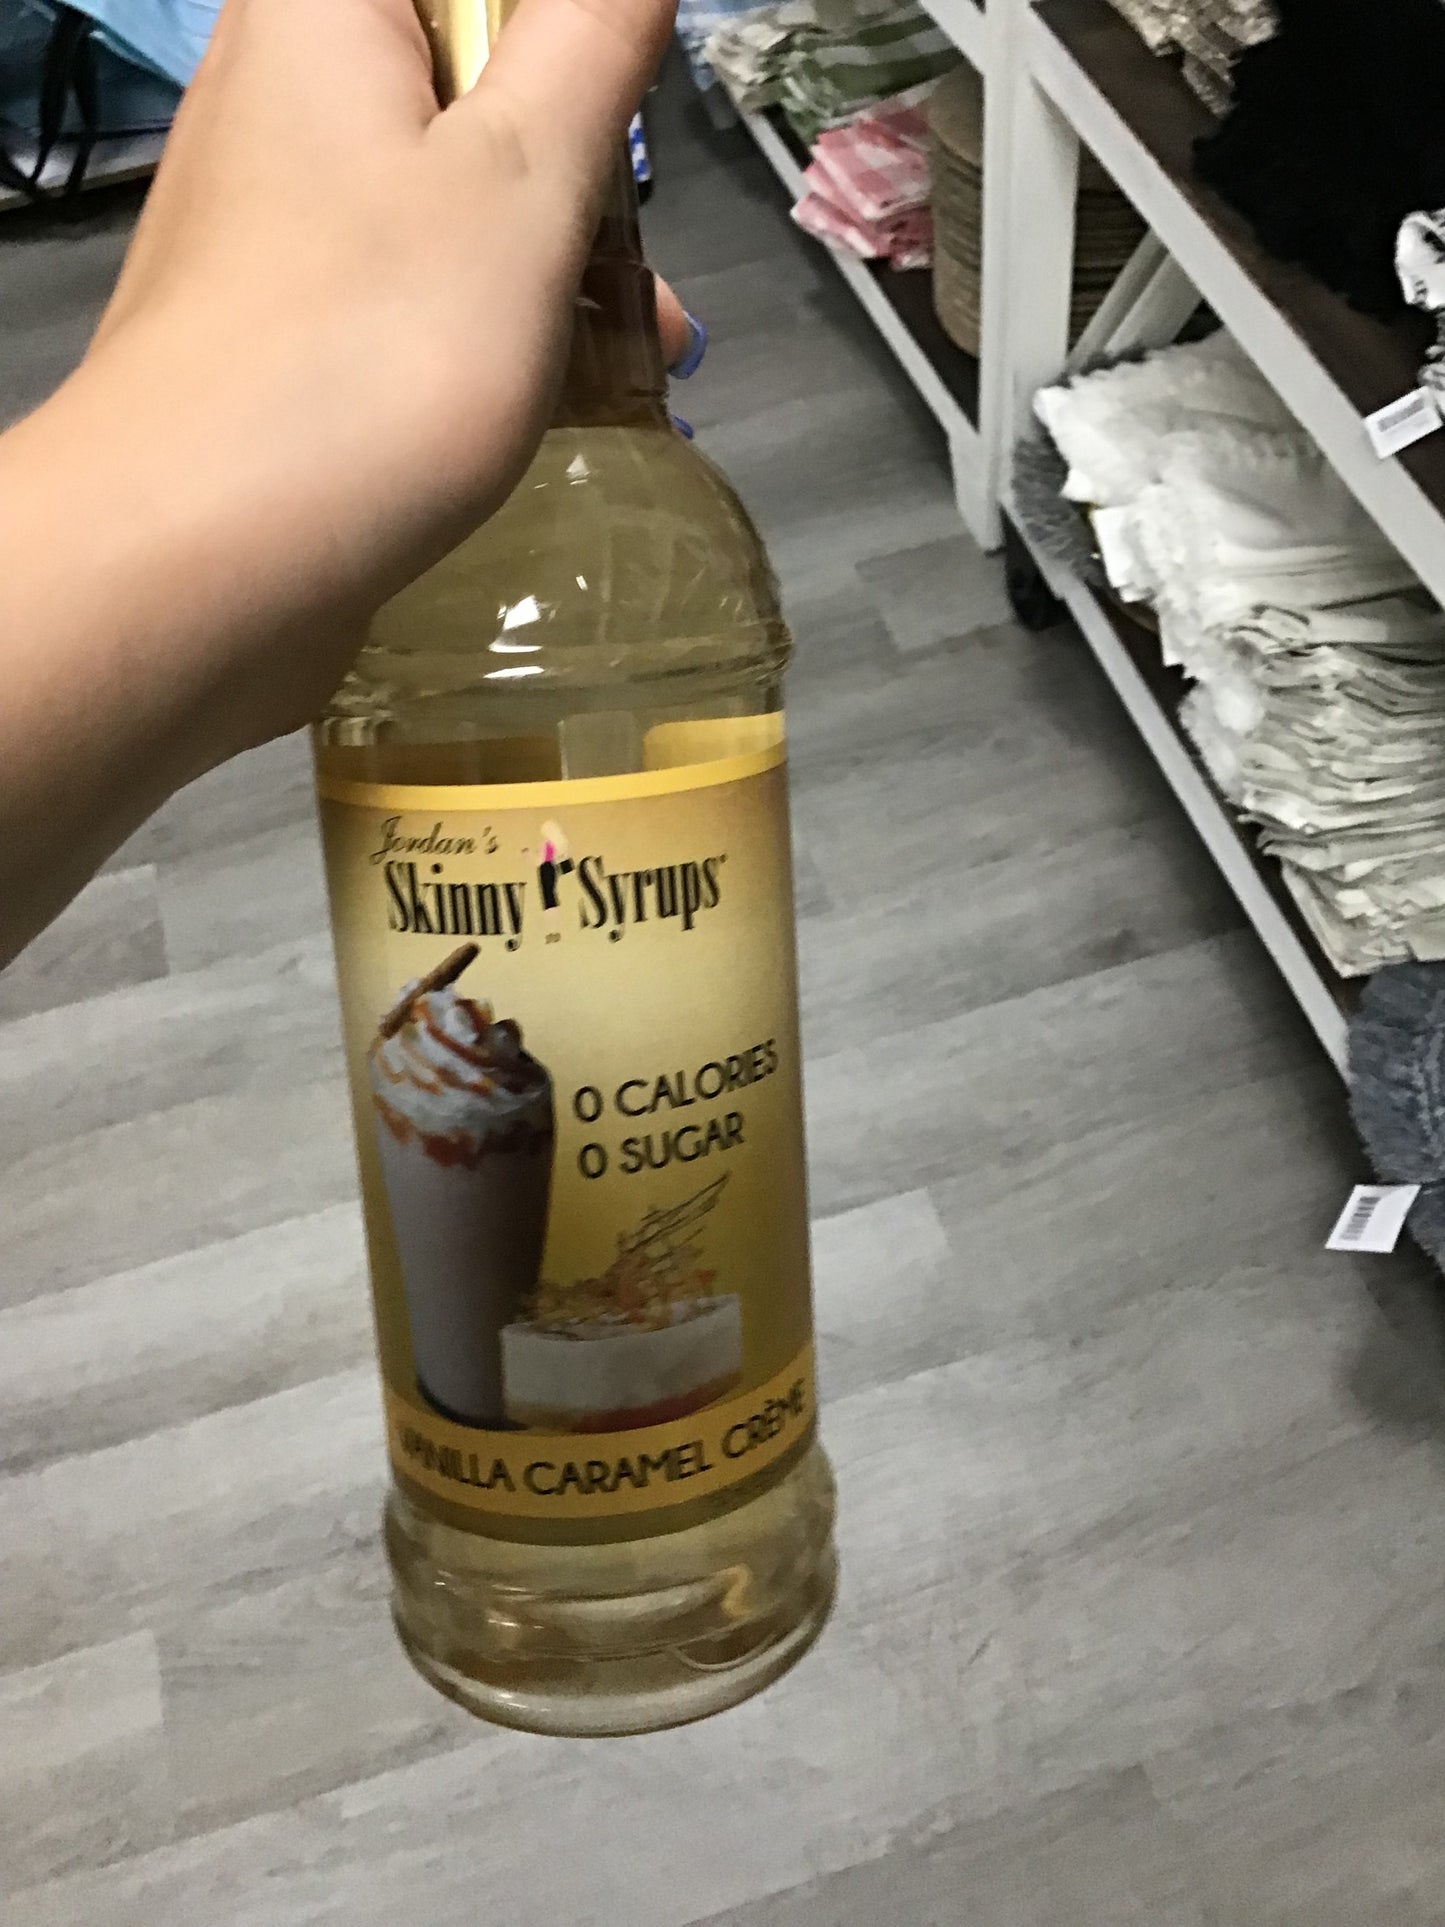 Jordan's
Skinny Syrups
0 CALORIES
0 SUGAR
VANILLA CARAMEL CRÈME